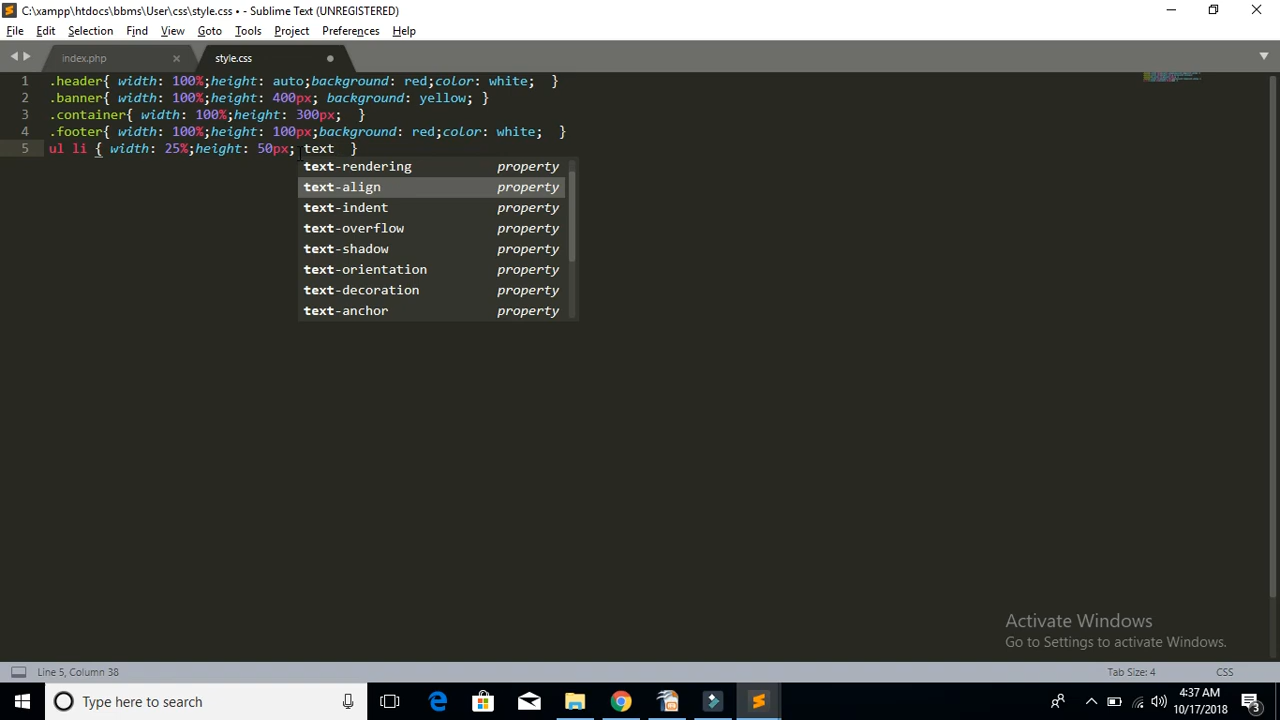 C:\xampp\htdocs\bbms\User\css\style.css • - Sublime Text (UNREGISTERED)
File Edit Selection Find View Goto Tools Project Preferences Help
index.php style.css
1 .header{ width: 100%;height: auto;background: red;color: white;  }
2 .banner{ width: 100%;height: 400px; background: yellow; }
3 .container{ width: 100%;height: 300px;  }
4 .footer{ width: 100%;height: 100px;background: red;color: white;  }
5 ul li { width: 25%;height: 50px; text  }
text-rendering property
text-align property
text-indent property
text-overflow property
text-shadow property
text-orientation property
text-decoration property
text-anchor property
Activate Windows
Go to Settings to activate Windows.
Line 5, Column 38 Tab Size: 4 CSS
Type here to search
4:37 AM
10/17/2018
3